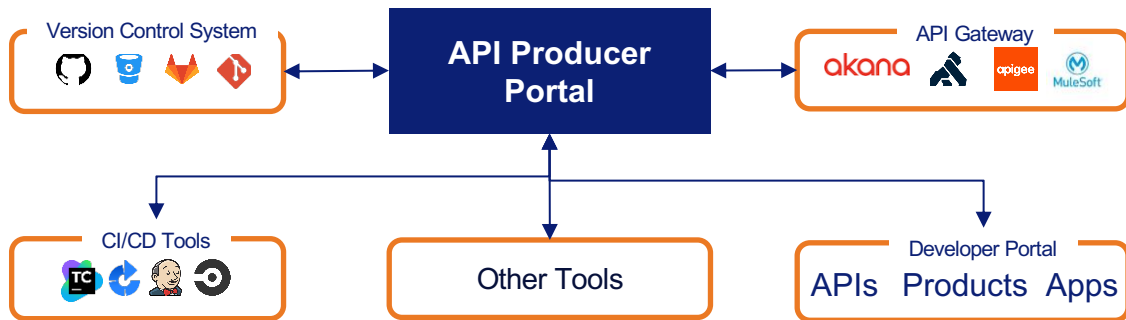 Version Control System
API Producer
Portal
API Gateway
akana
apigee
MuleSoft
CI/CD Tools
TC
Other Tools
Developer Portal
APIs Products Apps